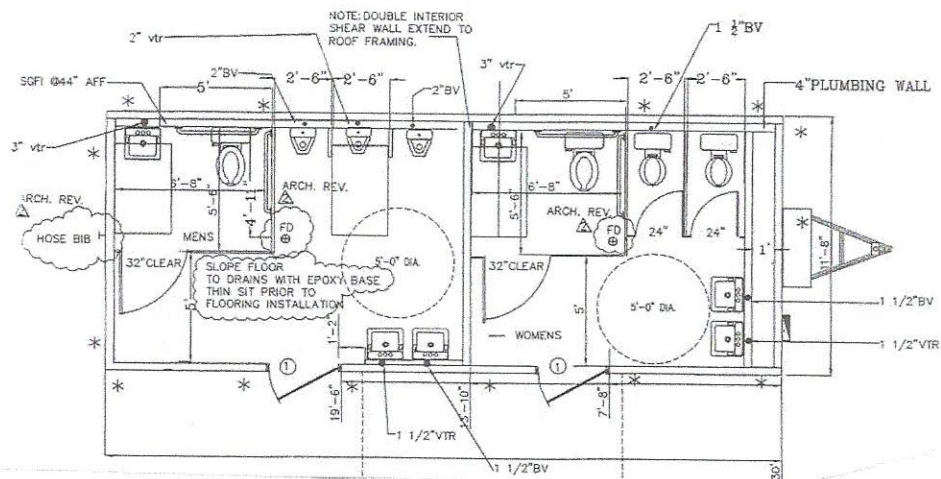 NOTE: DOUBLE INTERIOR
SHEAR WALL EXTEND TO
ROOF FRAMING.
1 1/2"BV
2" vtr
3" vtr
SGFI @44" AFF
5'
2"BV
2'-6"
2'-6"
2"BV
5'
2'-6"
2'-6"
4"PLUMBING WALL
3" vtr
6'-8"
5'-6"
4'-1"
ARCH. REV.
2
6'-8"
5'-6"
ARCH. REV.
2
ARCH. REV.
2
HOSE BIB
MENS
FD
FD
24"
24"
1'
11'-8"
32"CLEAR
SLOPE FLOOR
TO DRAINS WITH EPOXY BASE
THIN SIT PRIOR TO
FLOORING INSTALLATION
5'-0" DIA.
32"CLEAR
5'
5'
5'-0" DIA.
1 1/2"BV
WOMENS
1 1/2"VTR
1'-2"
1
1
19'-6"
13'-10"
7'-8"
1 1/2"VTR
1 1/2"BV
30'